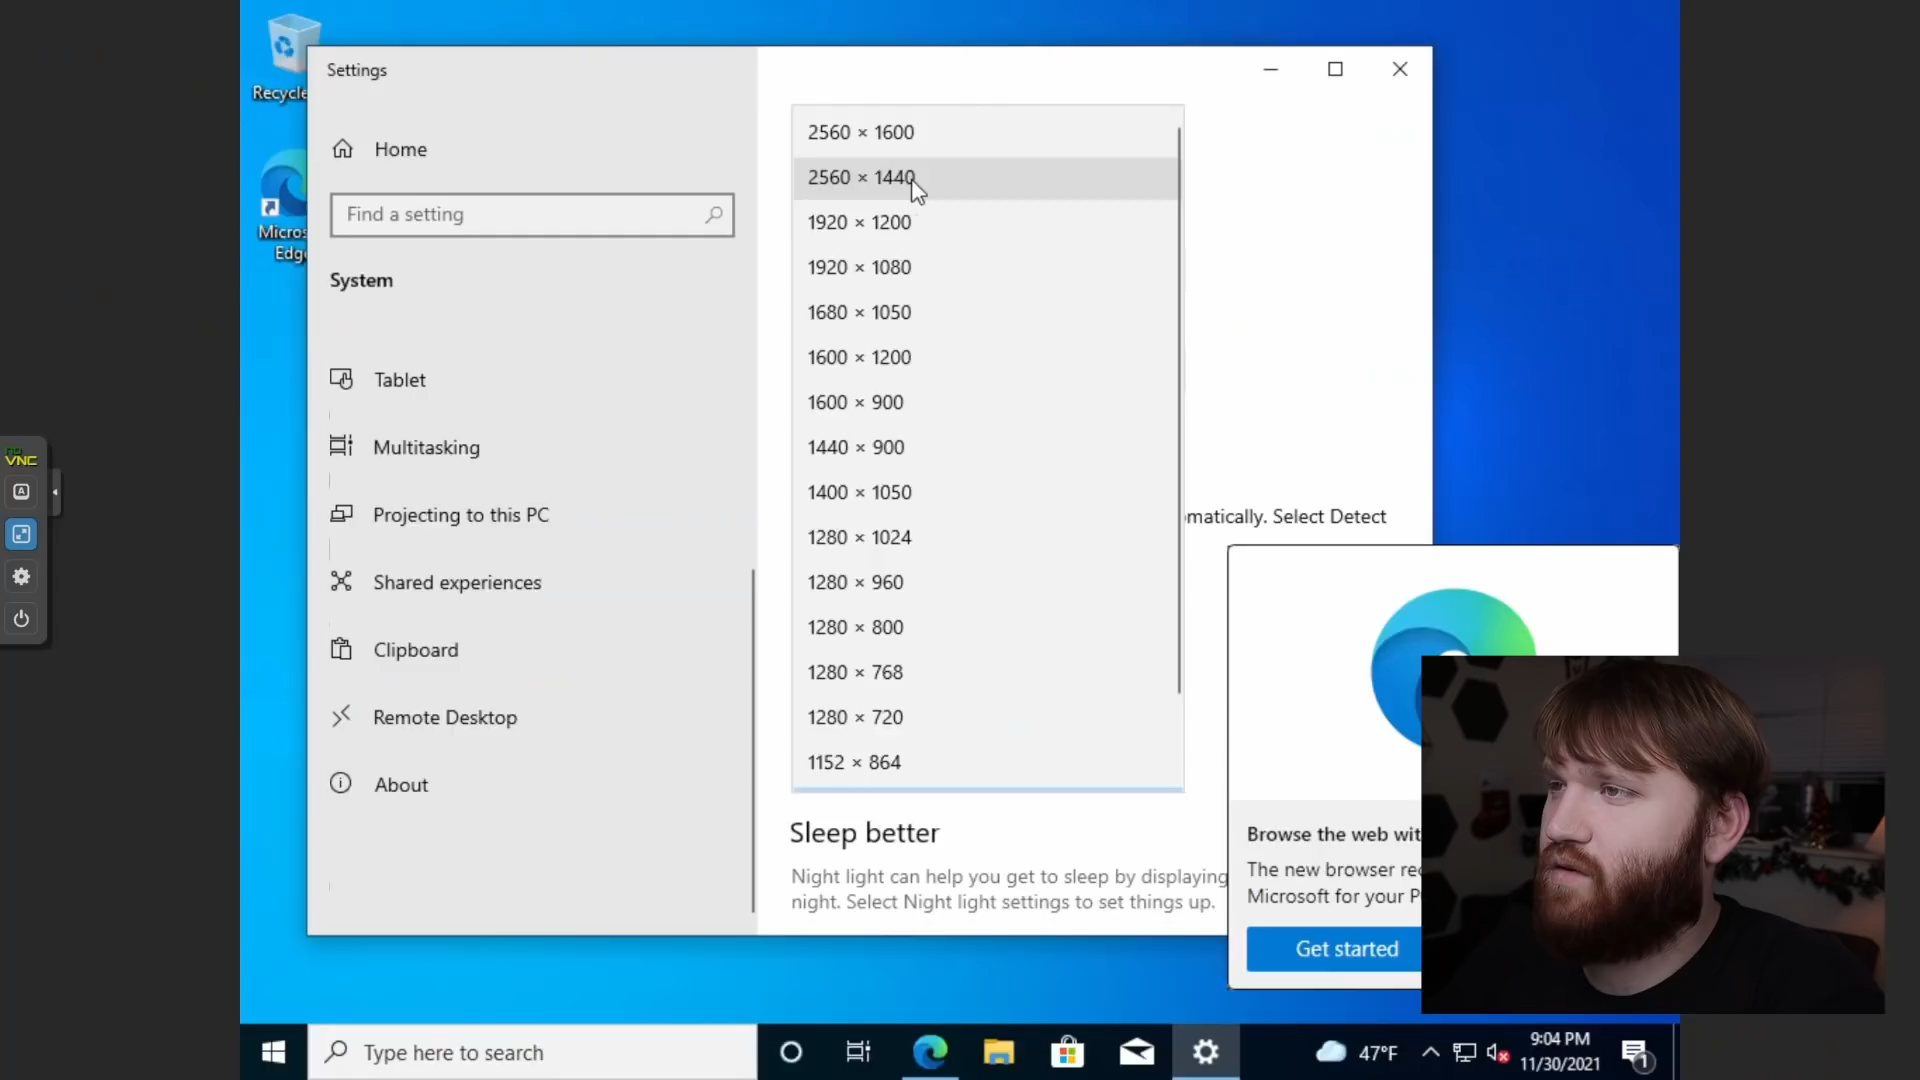 Recycle
Micros
Edge
Settings
Home
Find a setting
System
Tablet
Multitasking
Projecting to this PC
Shared experiences
Clipboard
Remote Desktop
About
2560 × 1600
2560 × 1440
1920 × 1200
1920 × 1080
1680 × 1050
1600 × 1200
1600 × 900
1440 × 900
1400 × 1050
1280 × 1024
1280 × 960
1280 × 800
1280 × 768
1280 × 720
1152 × 864
matically. Select Detect
Sleep better
Night light can help you get to sleep by displaying
night. Select Night light settings to set things up.
Browse the web wit
The new browser rec
Microsoft for your P
Get started
no
VNC
A
Type here to search
47°F
9:04 PM
11/30/2021
1